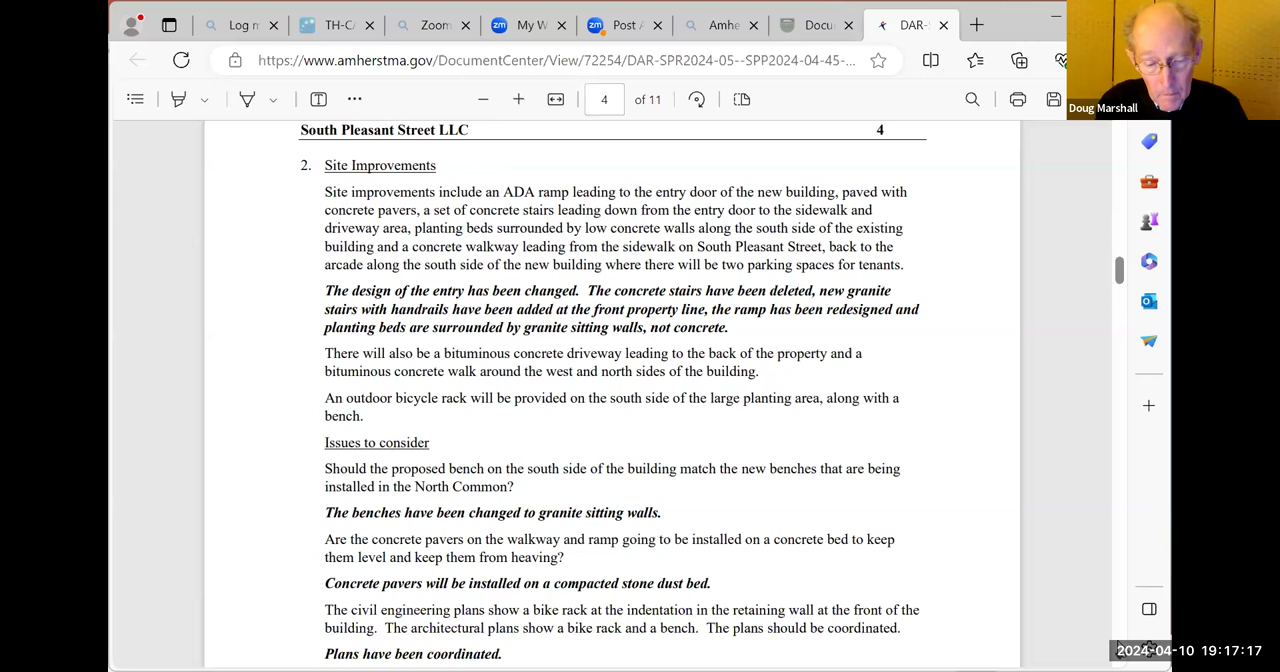 Log n
TH-CA
Zoom
zm
My W
zm
Post A
Amhe
Docu
DAR-
https://www.amherstma.gov/DocumentCenter/View/72254/DAR-SPR2024-05--SPP2024-04-45-...
4 of 11
Doug Marshall
South Pleasant Street LLC 4
2. Site Improvements
Site improvements include an ADA ramp leading to the entry door of the new building, paved with
concrete pavers, a set of concrete stairs leading down from the entry door to the sidewalk and
driveway area, planting beds surrounded by low concrete walls along the south side of the existing
building and a concrete walkway leading from the sidewalk on South Pleasant Street, back to the
arcade along the south side of the new building where there will be two parking spaces for tenants.
The design of the entry has been changed. The concrete stairs have been deleted, new granite
stairs with handrails have been added at the front property line, the ramp has been redesigned and
planting beds are surrounded by granite sitting walls, not concrete.
There will also be a bituminous concrete driveway leading to the back of the property and a
bituminous concrete walk around the west and north sides of the building.
An outdoor bicycle rack will be provided on the south side of the large planting area, along with a
bench.
Issues to consider
Should the proposed bench on the south side of the building match the new benches that are being
installed in the North Common?
The benches have been changed to granite sitting walls.
Are the concrete pavers on the walkway and ramp going to be installed on a concrete bed to keep
them level and keep them from heaving?
Concrete pavers will be installed on a compacted stone dust bed.
The civil engineering plans show a bike rack at the indentation in the retaining wall at the front of the
building. The architectural plans show a bike rack and a bench. The plans should be coordinated.
Plans have been coordinated.
2024-04-10 19:17:17